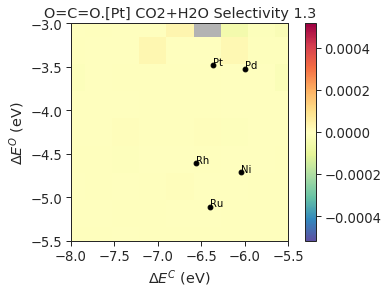 O=C=O.[Pt] CO2+H2O Selectivity 1.3
−3.0
−3.5
−4.0
−4.5
−5.0
−5.5
ΔE^O (eV)
Pt
Pd
Rh
Ni
Ru
−8.0 −7.5 −7.0 −6.5 −6.0 −5.5
ΔE^C (eV)
0.0004
0.0002
0.0000
−0.0002
−0.0004